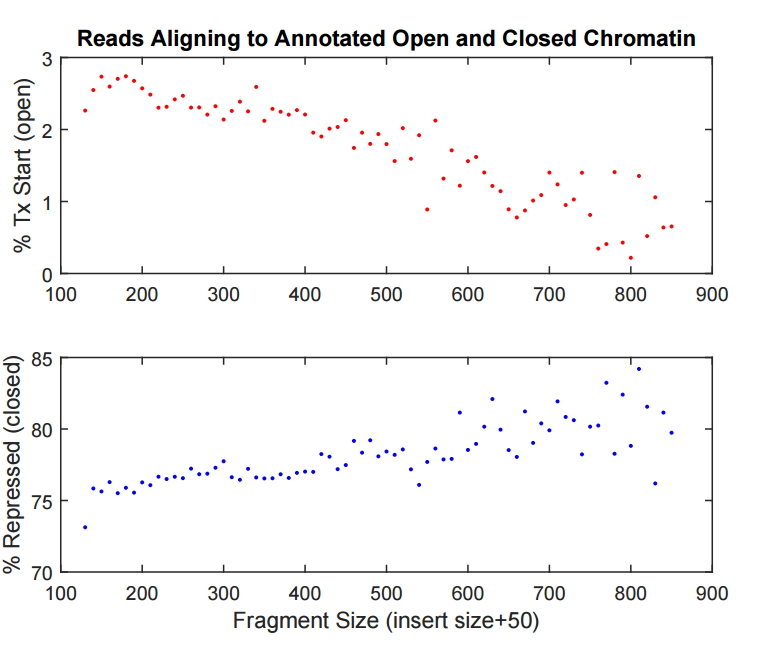 Reads Aligning to Annotated Open and Closed Chromatin
% Tx Start (open)
3
2
1
0
100 200 300 400 500 600 700 800 900
% Repressed (closed)
85
80
75
70
100 200 300 400 500 600 700 800 900
Fragment Size (insert size+50)